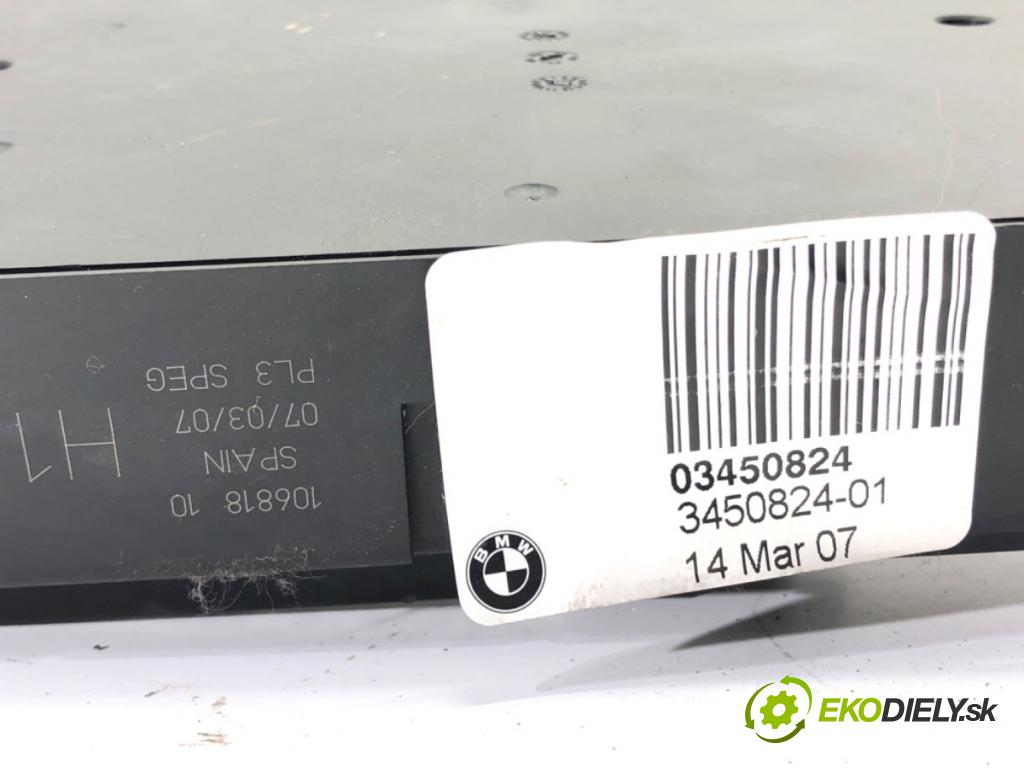 PL3 SPEG
07/03/07
SPAIN
106818 10
H1
03450824
3450824-01
14 Mar 07
BMW
EKODIELY.sk